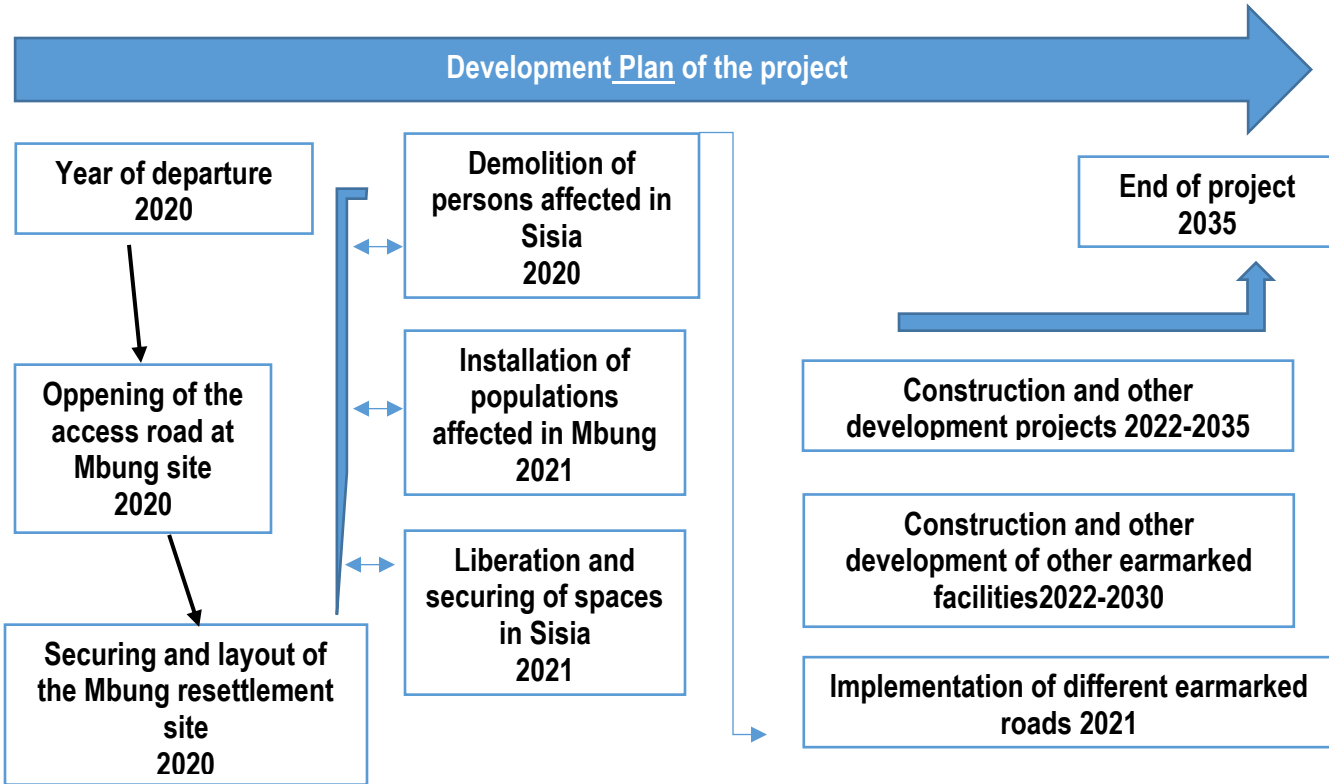 Development Plan of the project
Year of departure
2020
Oppening of the
access road at
Mbung site
2020
Securing and layout of
the Mbung resettlement
site
2020
Demolition of
persons affected in
Sisia
2020
Installation of
populations
affected in Mbung
2021
Liberation and
securing of spaces
in Sisia
2021
End of project
2035
Construction and other
development projects 2022-2035
Construction and other
development of other earmarked
facilities2022-2030
Implementation of different earmarked
roads 2021